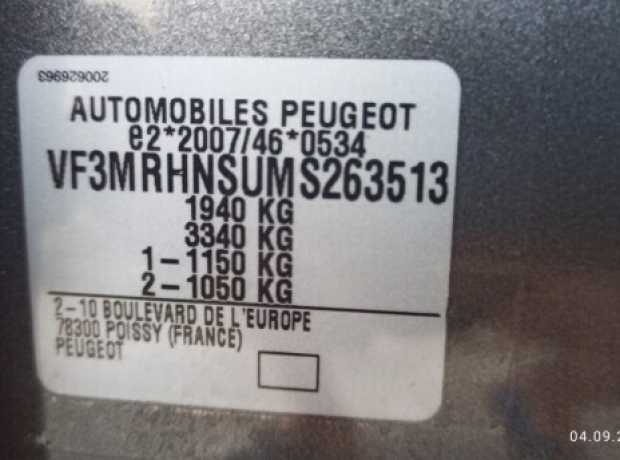 200626963
AUTOMOBILES PEUGEOT
e2*2007/46*0534
VF3MRHNSUMS263513
1940 KG
3340 KG
1-1150 KG
2-1050 KG
2-10 BOULEVARD DE L'EUROPE
78300 POISSY (FRANCE)
PEUGEOT
04.09.2